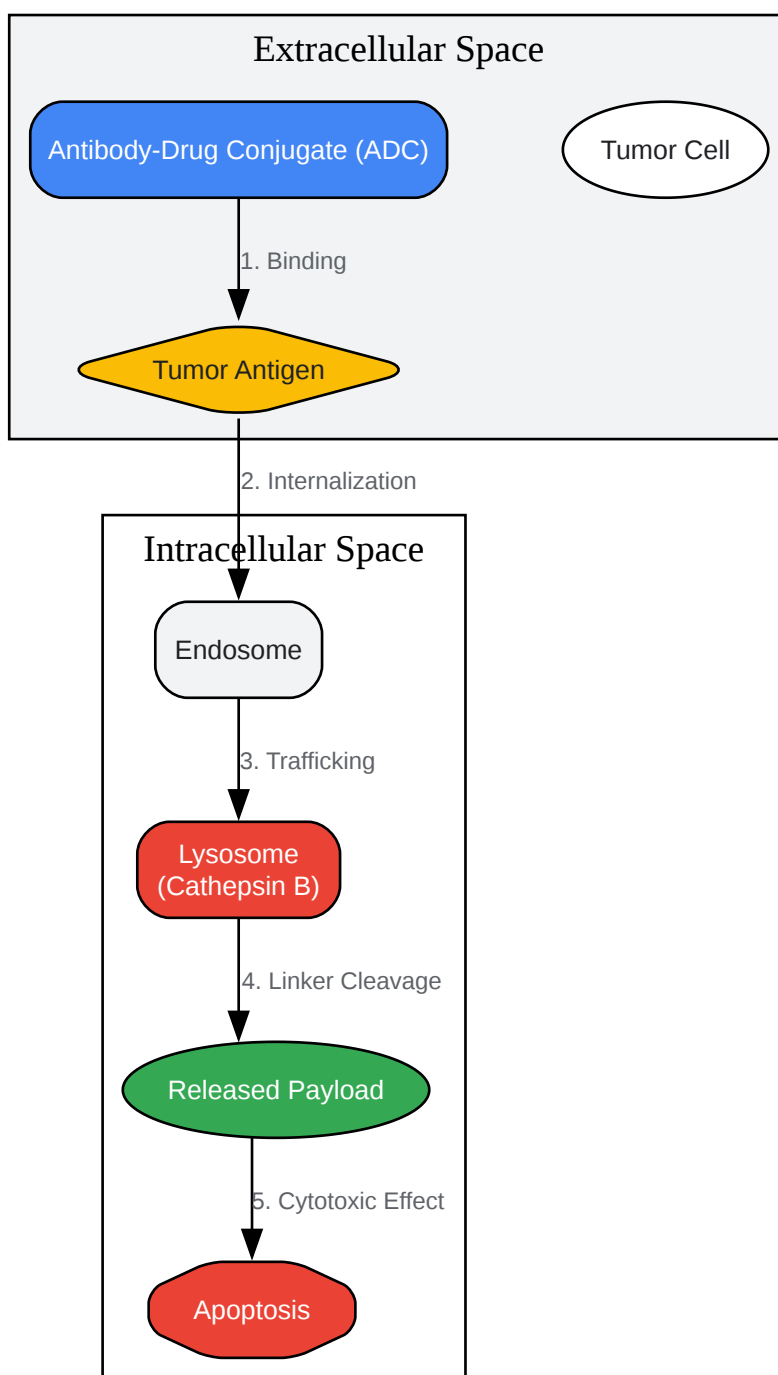 Extracellular Space
Antibody-Drug Conjugate (ADC)
Tumor Cell
1. Binding
Tumor Antigen
2. Internalization
Intracellular Space
Endosome
3. Trafficking
Lysosome
(Cathepsin B)
4. Linker Cleavage
Released Payload
5. Cytotoxic Effect
Apoptosis